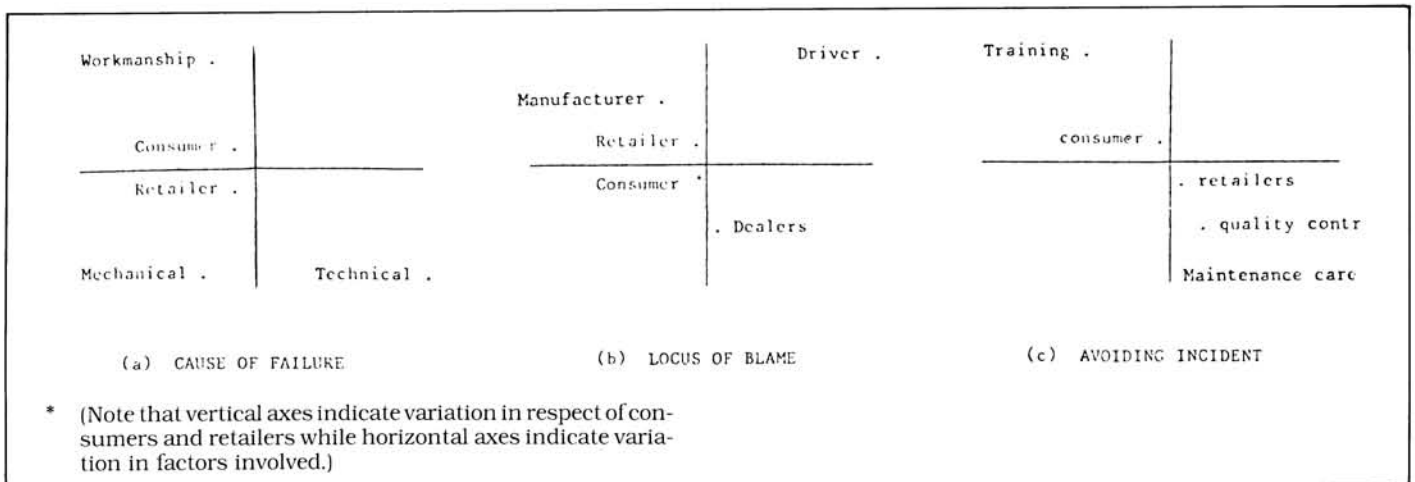 Workmanship .
Consumer .
Retailer .
Mechanical .
Technical .
(a) CAUSE OF FAILURE
Driver .
Manufacturer .
Retailer .
Consumer
. Dealers
(b) LOCUS OF BLAME
Training .
consumer .
. retailers
. quality contr
Maintenance care
(c) AVOIDING INCIDENT
* (Note that vertical axes indicate variation in respect of con-
sumers and retailers while horizontal axes indicate varia-
tion in factors involved.)